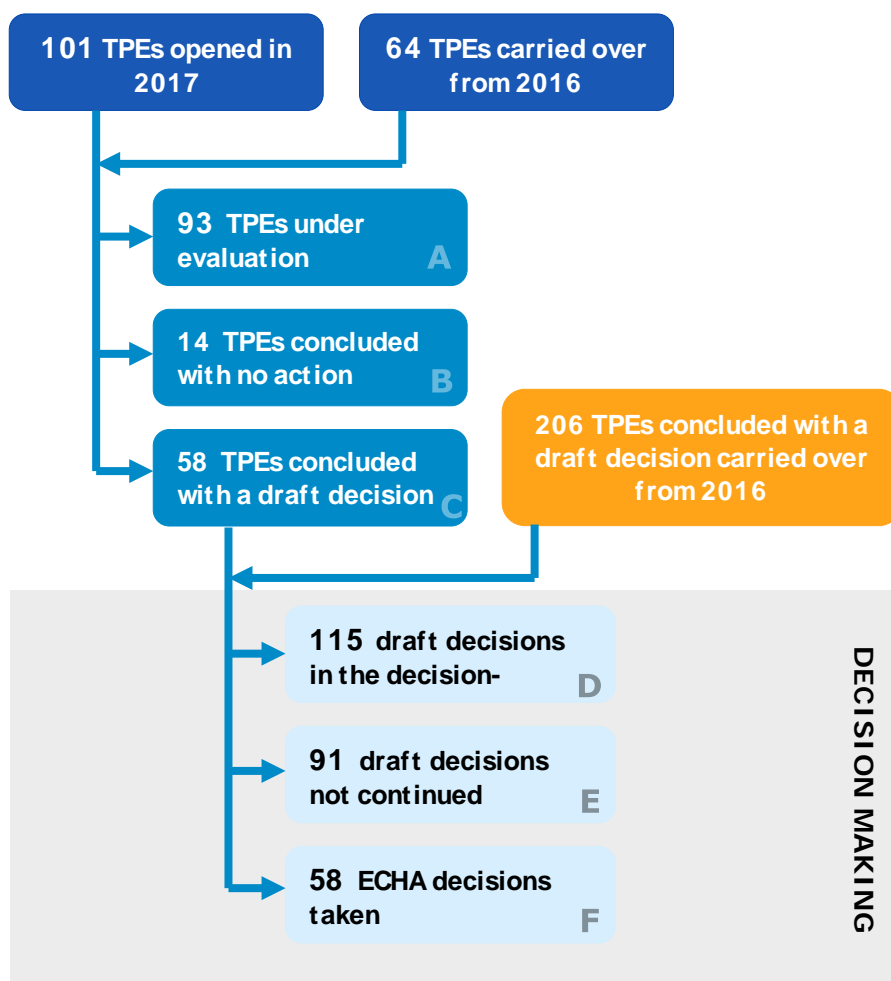 101 TPEs opened in
2017
64 TPEs carried over
from 2016
93 TPEs under
evaluation
A
14 TPEs concluded
with no action
B
58 TPEs concluded
with a draft decision
C
206 TPEs concluded with a
draft decision carried over
from 2016
115 draft decisions
in the decision-
D
91 draft decisions
not continued
E
58 ECHA decisions
taken
F
DECISION MAKING